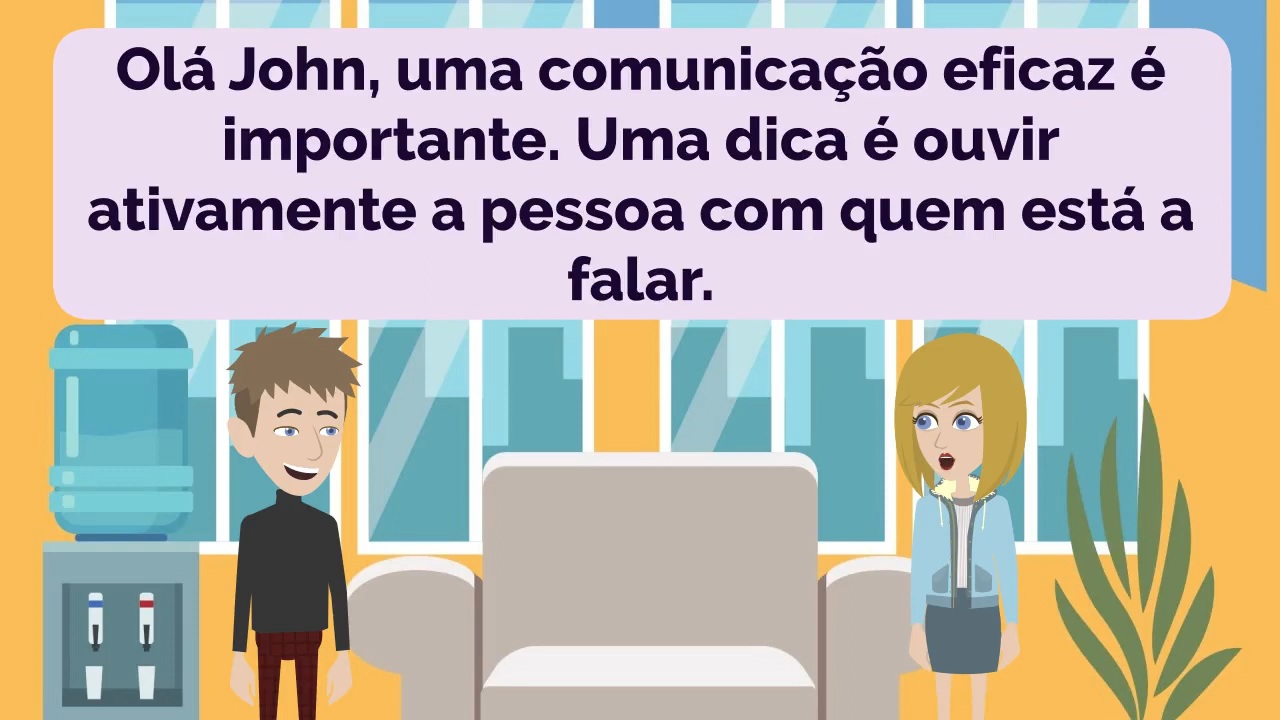 Olá John, uma comunicação eficaz é
importante. Uma dica é ouvir
ativamente a pessoa com quem está a
falar.